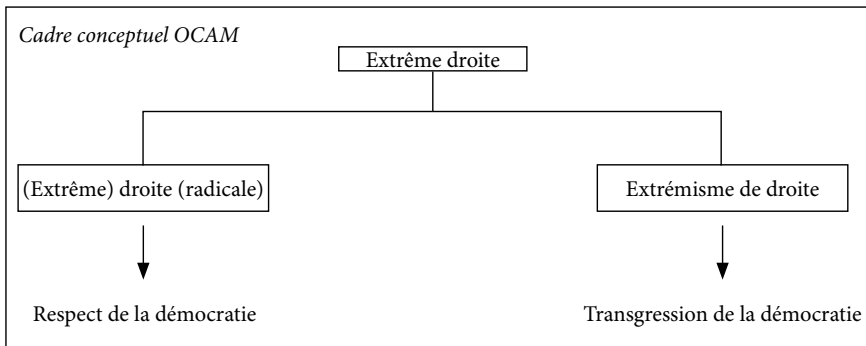 Cadre conceptuel OCAM
Extrême droite
(Extrême) droite (radicale)
Extrémisme de droite
Respect de la démocratie
Transgression de la démocratie